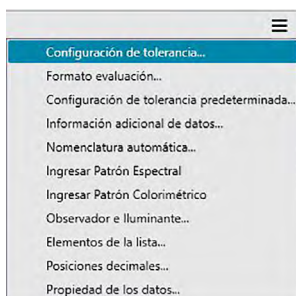 Configuración de tolerancia...
Formato evaluación...
Configuración de tolerancia predeterminada...
Información adicional de datos...
Nomenclatura automática...
Ingresar Patrón Espectral
Ingresar Patrón Colorimétrico
Observador e Iluminante...
Elementos de la lista...
Posiciones decimales...
Propiedad de los datos...